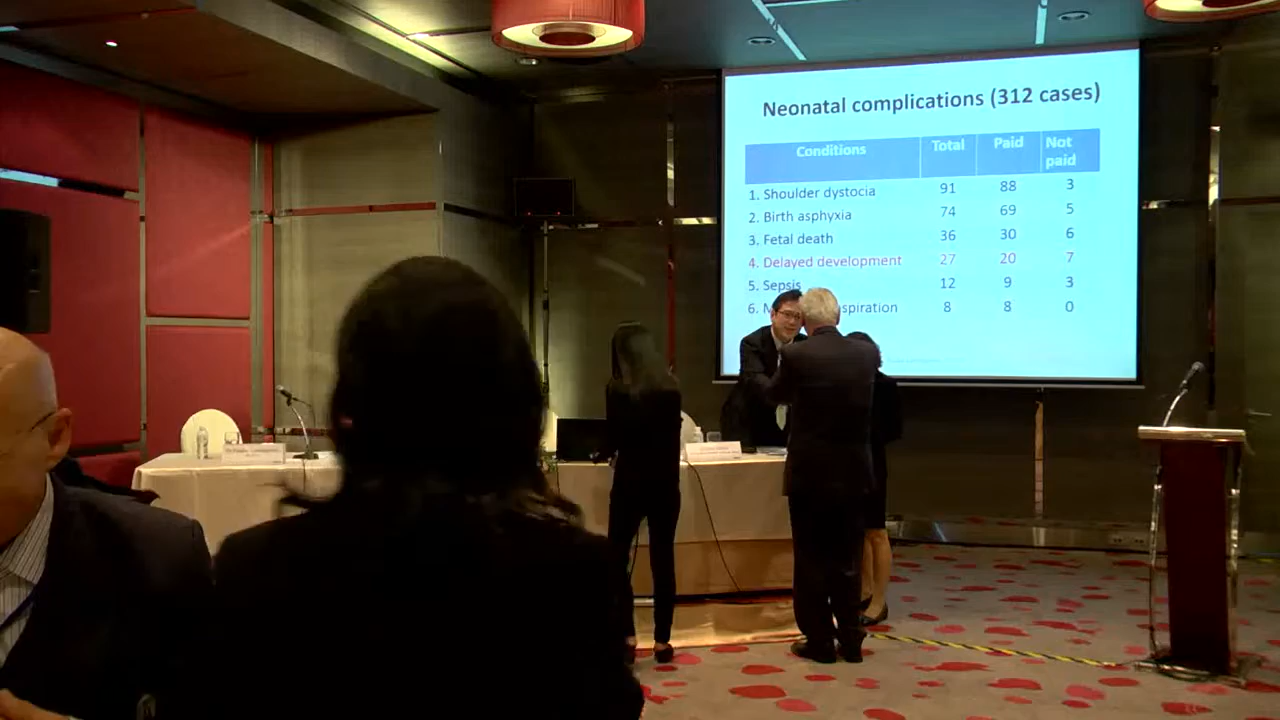 Neonatal complications (312 cases)
Conditions Total Paid Not paid
1. Shoulder dystocia 91 88 3
2. Birth asphyxia 74 69 5
3. Fetal death 36 30 6
4. Delayed development 27 20 7
5. Sepsis 12 9 3
6. 8 8 0